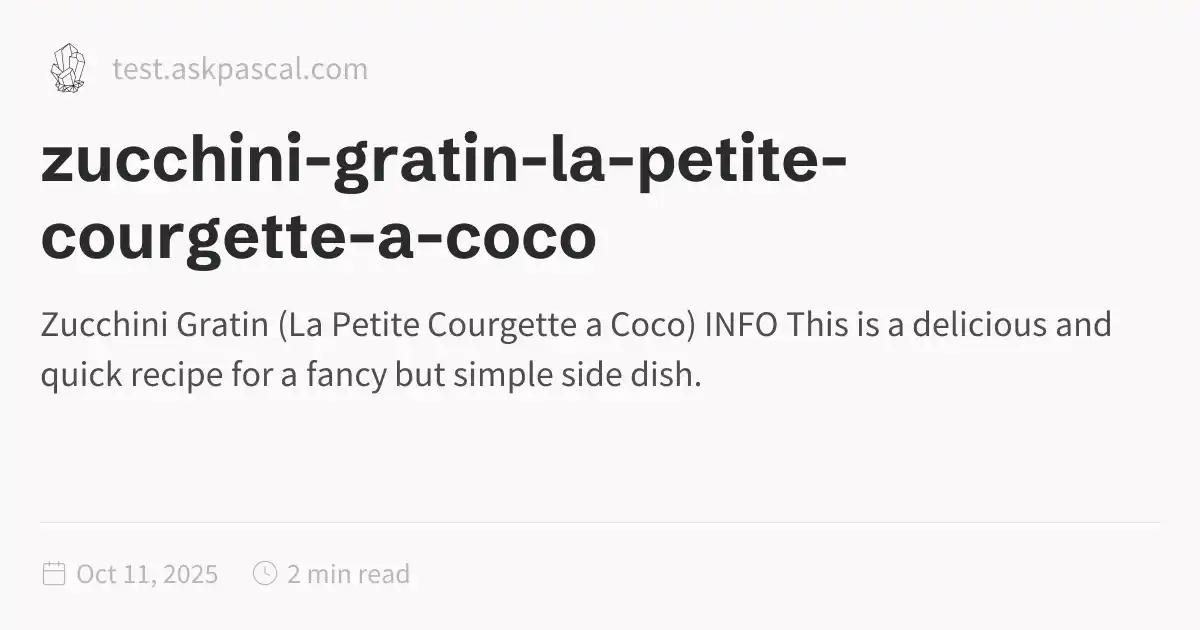 test.askpascal.com
zucchini-gratin-la-petite-
courgette-a-coco
Zucchini Gratin (La Petite Courgette a Coco) INFO This is a delicious and
quick recipe for a fancy but simple side dish.
Oct 11, 2025 2 min read